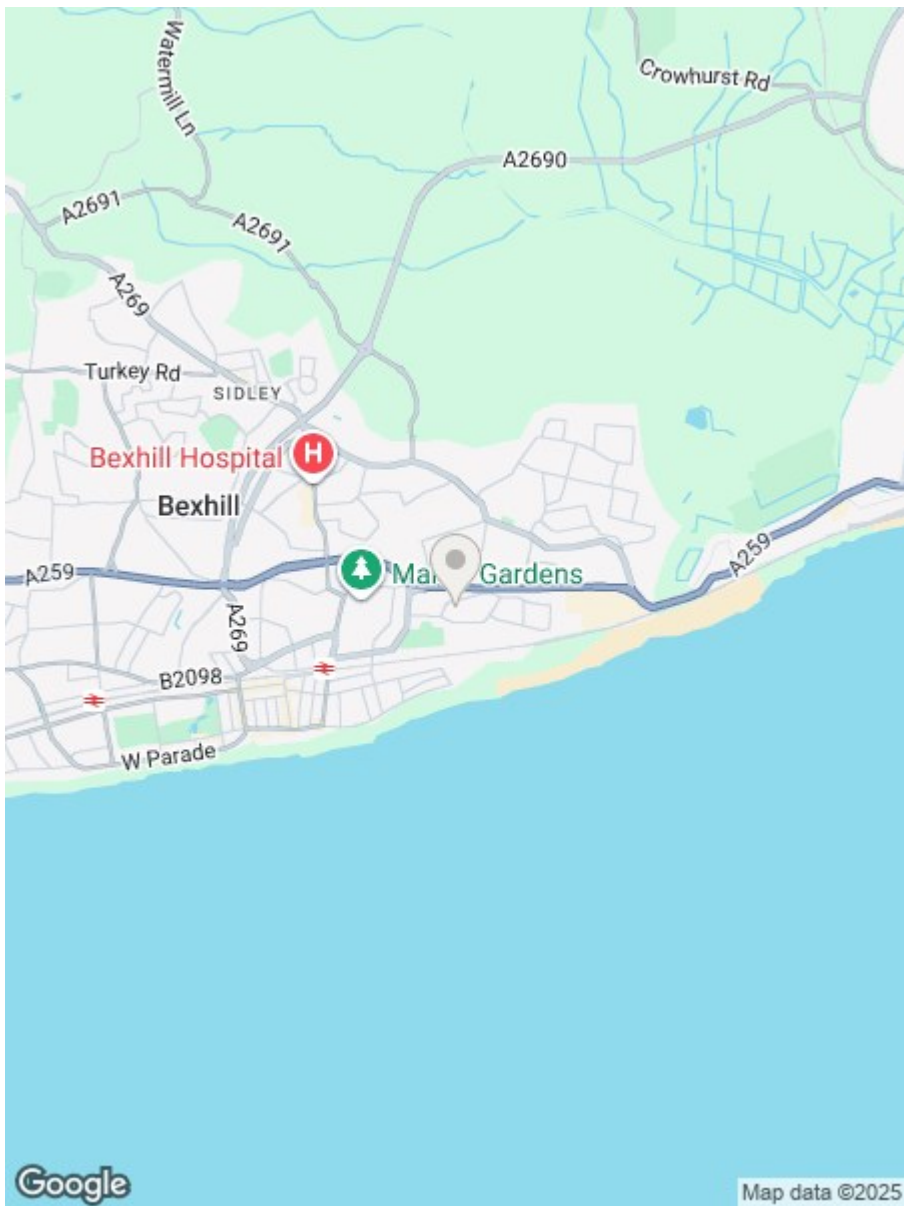 Watermill Ln
Crowhurst Rd
A2690
A2691
A2691
A269
Turkey Rd
SIDLEY
Bexhill Hospital H
Bexhill
A259
A259
Gardens
A269
B2098
W Parade
Google
Map data ©2025